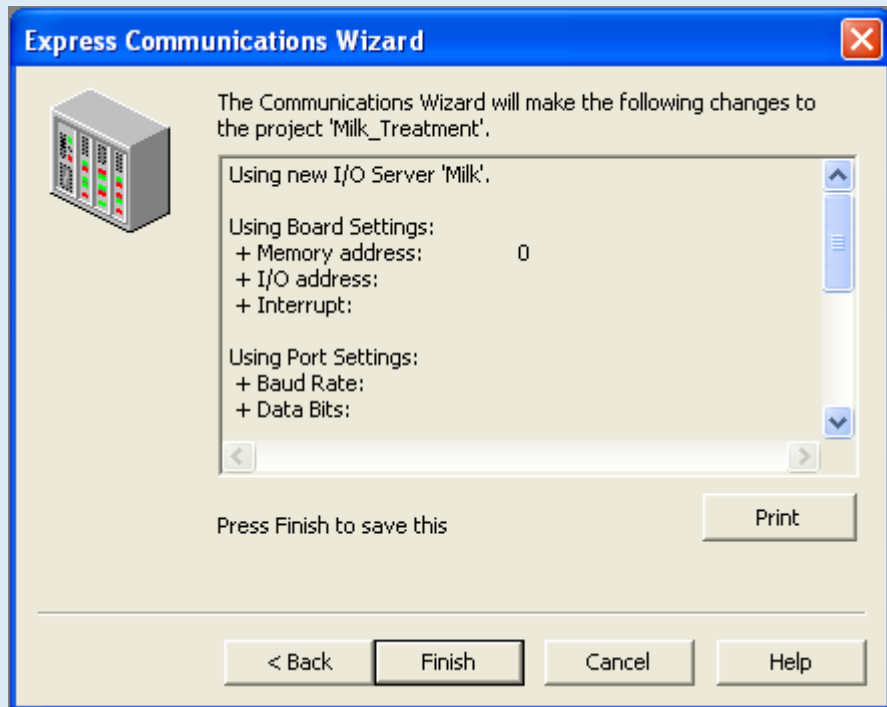 Express Communications Wizard
The Communications Wizard will make the following changes to
the project 'Milk_Treatment'.
Using new I/O Server 'Milk'.
Using Board Settings:
+ Memory address: 0
+ I/O address:
+ Interrupt:
Using Port Settings:
+ Baud Rate:
+ Data Bits:
Press Finish to save this
Print
< Back Finish Cancel Help